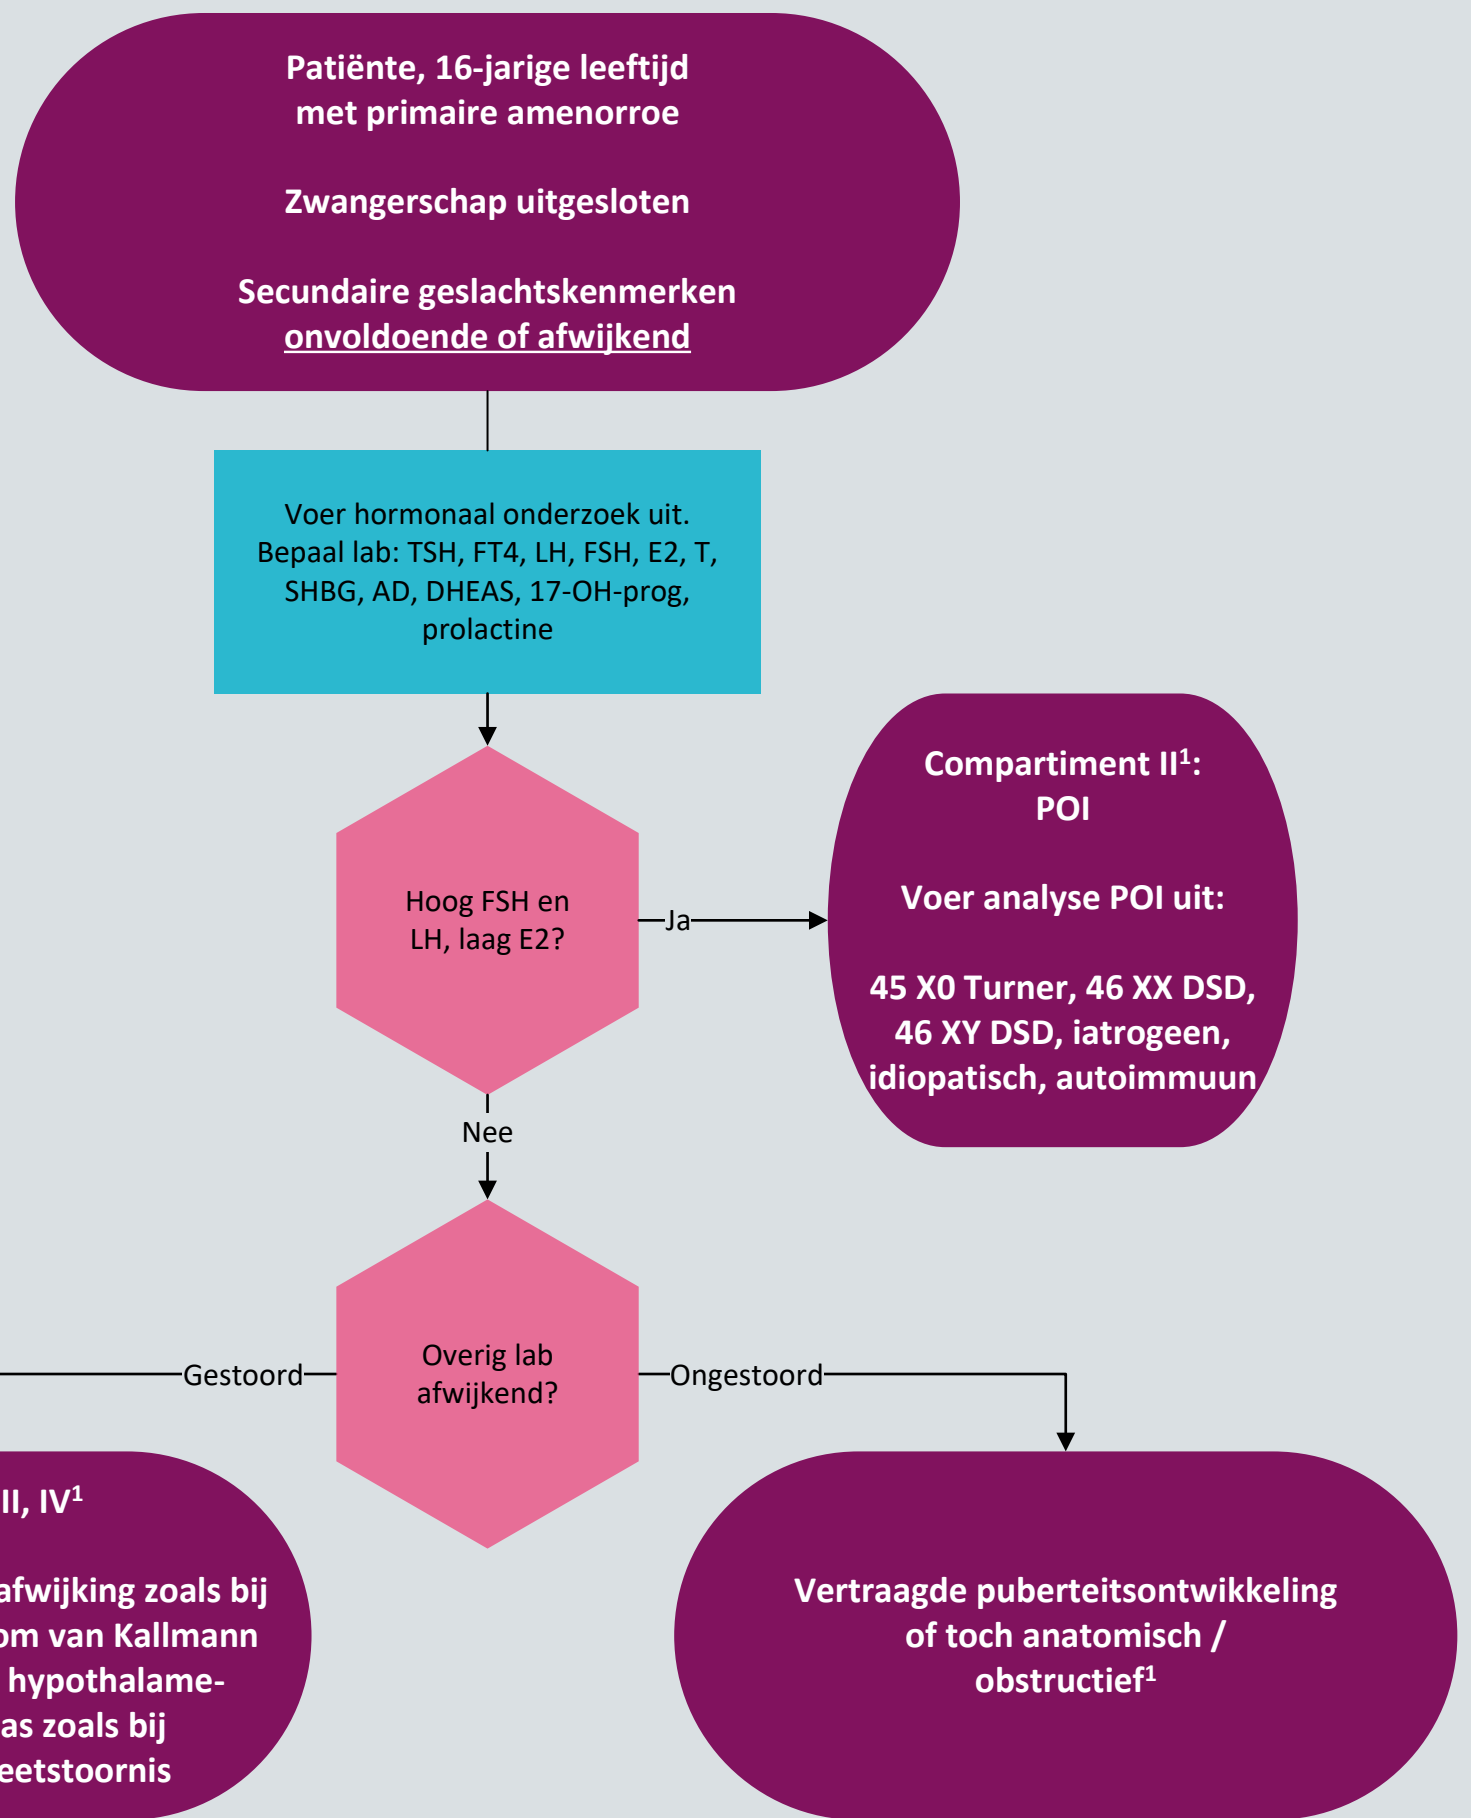 Patiënte, 16-jarige leeftijd
met primaire amenorroe
Zwangerschap uitgesloten
Secundaire geslachtskenmerken
onvoldoende of afwijkend
Voer hormonaal onderzoek uit.
Bepaal lab: TSH, FT4, LH, FSH, E2, T,
SHBG, AD, DHEAS, 17-OH-prog,
prolactine
Hoog FSH en
LH, laag E2?
Ja
Compartiment II¹:
POI
Voer analyse POI uit:
45 X0 Turner, 46 XX DSD,
46 XY DSD, iatrogeen,
idiopatisch, autoimmuun
Nee
Overig lab
afwijkend?
Gestoord
Ongestoord
II, IV¹
afwijking zoals bij
om van Kallmann
hypothalame-
as zoals bij
eetstoornis
Vertraagde puberteitsontwikkeling
of toch anatomisch /
obstructief¹